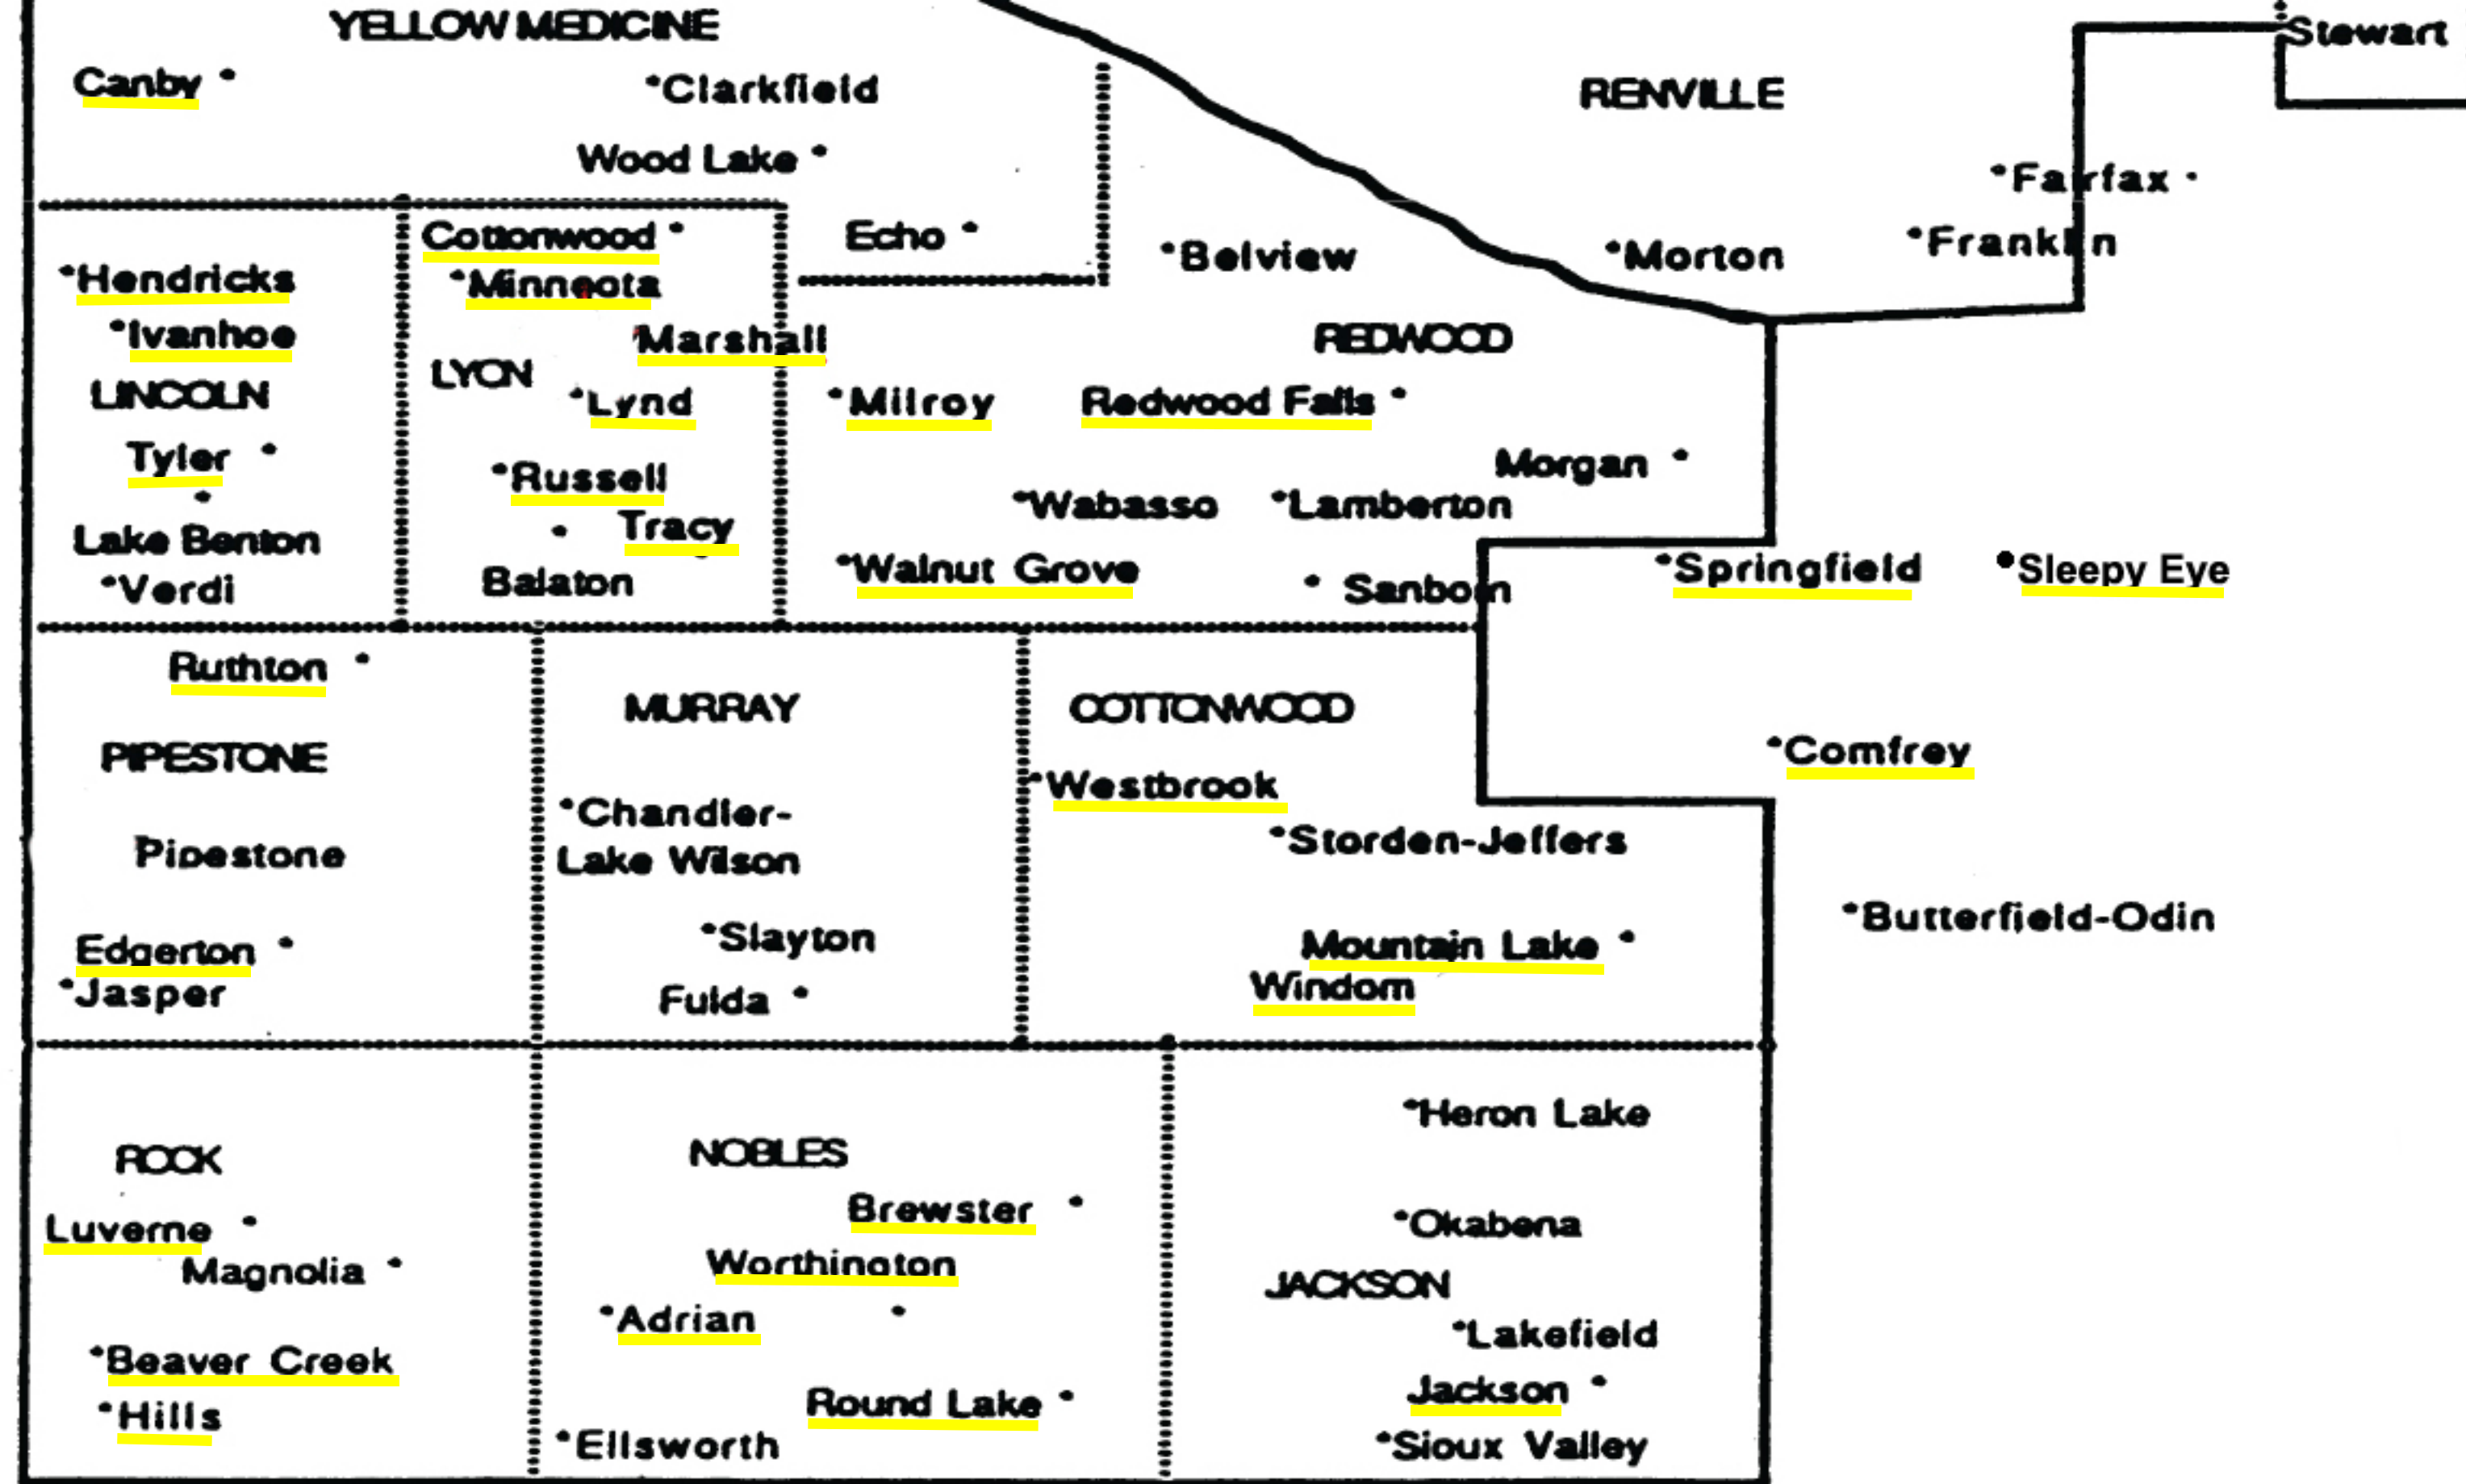 YELLOW MEDICINE
Stewart
Canby
Clarkfield
RENVILLE
Wood Lake
Fairfax
Cottonwood
Echo
Belview
Morton
Franklin
Hendricks
Minneota
Ivanhoe
Marshall
REDWOOD
LYON
LINCOLN
Lynd
Milroy
Redwood Falls
Tyler
Morgan
Russell
Wabasso
Lamberton
Tracy
Lake Benton
Walnut Grove
Springfield
Sleepy Eye
Verdi
Balaton
Sanborn
Ruthton
MURRAY
COTTONWOOD
PIPESTONE
Comfrey
Westbrook
Chandler-
Lake Wilson
Storden-Jeffers
Pipestone
Butterfield-Odin
Slayton
Edgerton
Mountain Lake
Jasper
Fulda
Windom
Heron Lake
ROCK
NOBLES
Brewster
Luverne
Okabena
Magnolia
Worthington
JACKSON
Adrian
Lakefield
Beaver Creek
Jackson
Round Lake
Hills
Ellsworth
Sioux Valley